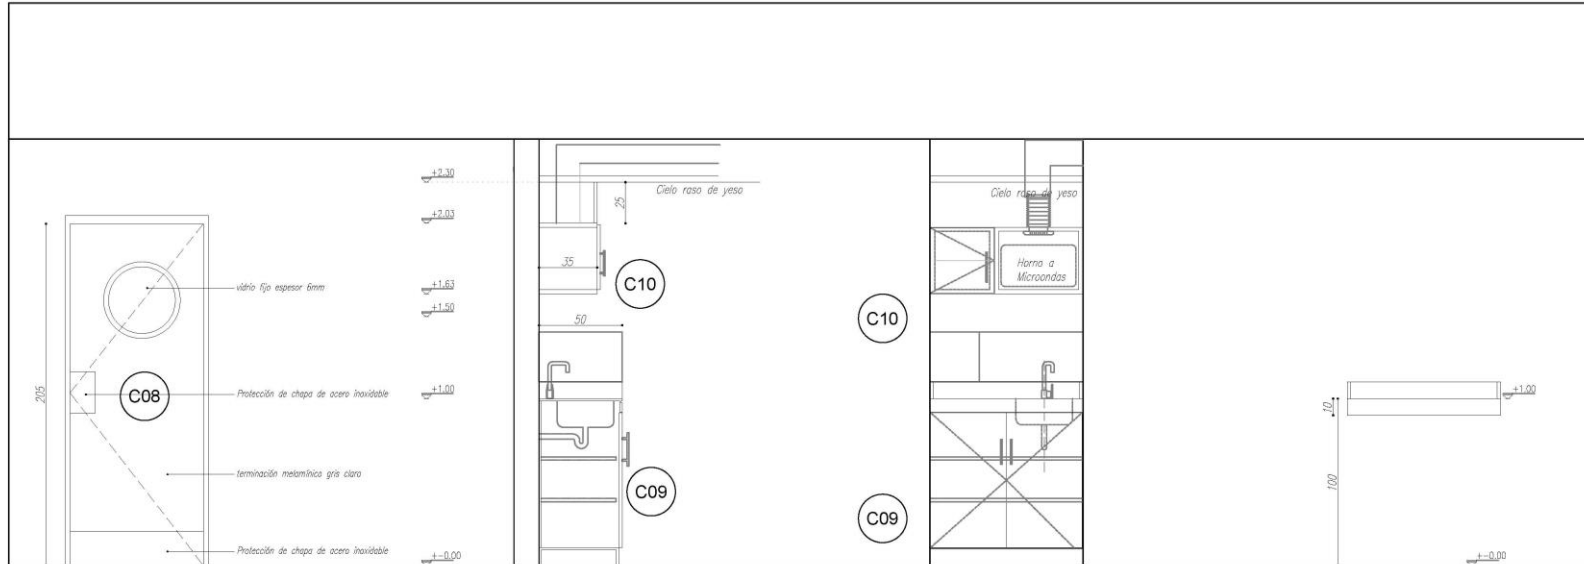 +2.30
Cielo raso de yeso
Cielo raso de yeso
25
+2.03
35
C10
Horno a
Microondas
vidrio fijo espesor 6mm
+1.63
+1.50
50
C10
205
C08
Protección de chapa de acero inoxidable
+1.00
+1.00
10
terminación melamínico gris claro
100
C09
C09
Protección de chapa de acero inoxidable
+-0.00
+-0.00